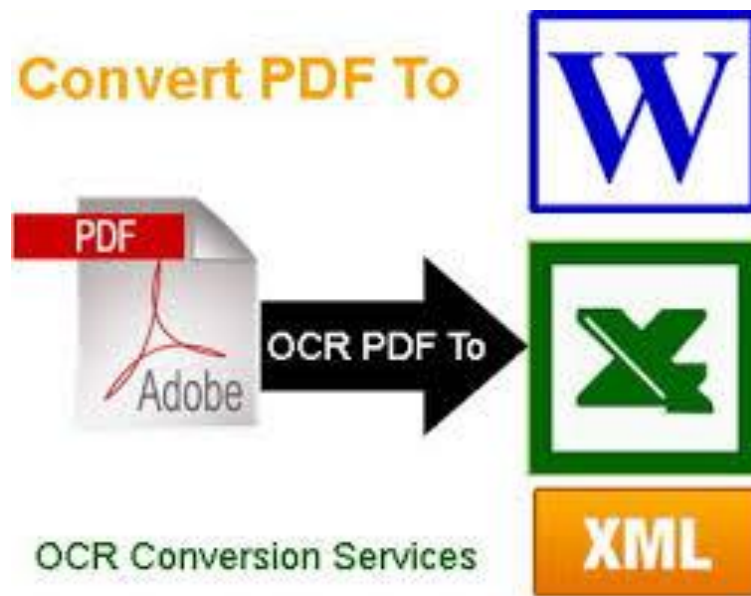 Convert PDF To
W
PDF
Adobe
OCR PDF To
X
XML
OCR Conversion Services